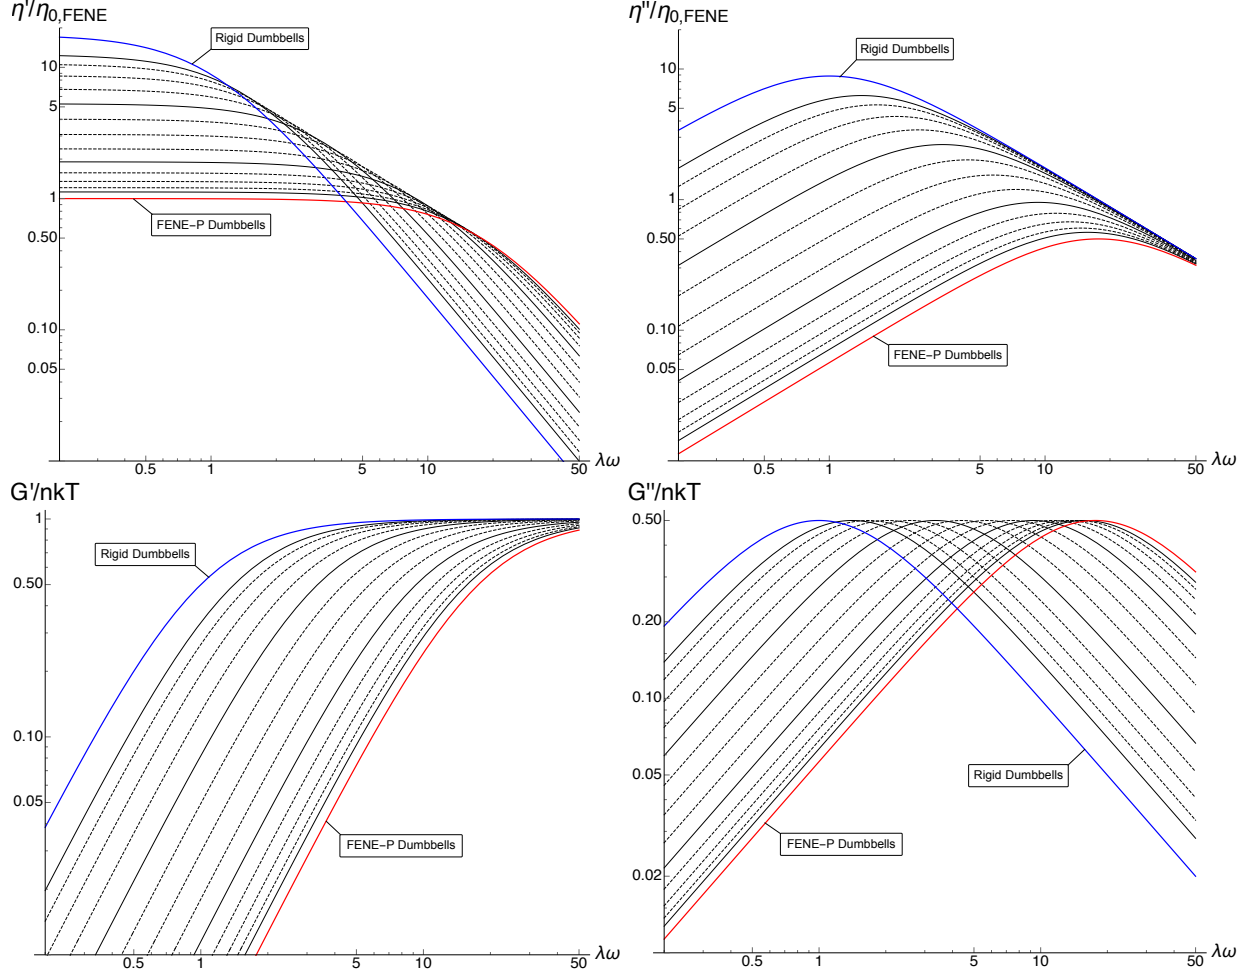 η'/η0,FENE
Rigid Dumbbells
10
5
1
FENE−P Dumbbells
0.50
0.10
0.05
0.5 1 5 10 50 λω
η''/η0,FENE
Rigid Dumbbells
10
5
1
0.50
FENE−P Dumbbells
0.10
0.05
0.5 1 5 10 50 λω
G'/nkT
1
Rigid Dumbbells
0.50
0.10
0.05
FENE−P Dumbbells
0.5 1 5 10 50 λω
G''/nkT
0.50
0.20
0.10
Rigid Dumbbells
0.05
FENE−P Dumbbells
0.02
0.5 1 5 10 50 λω